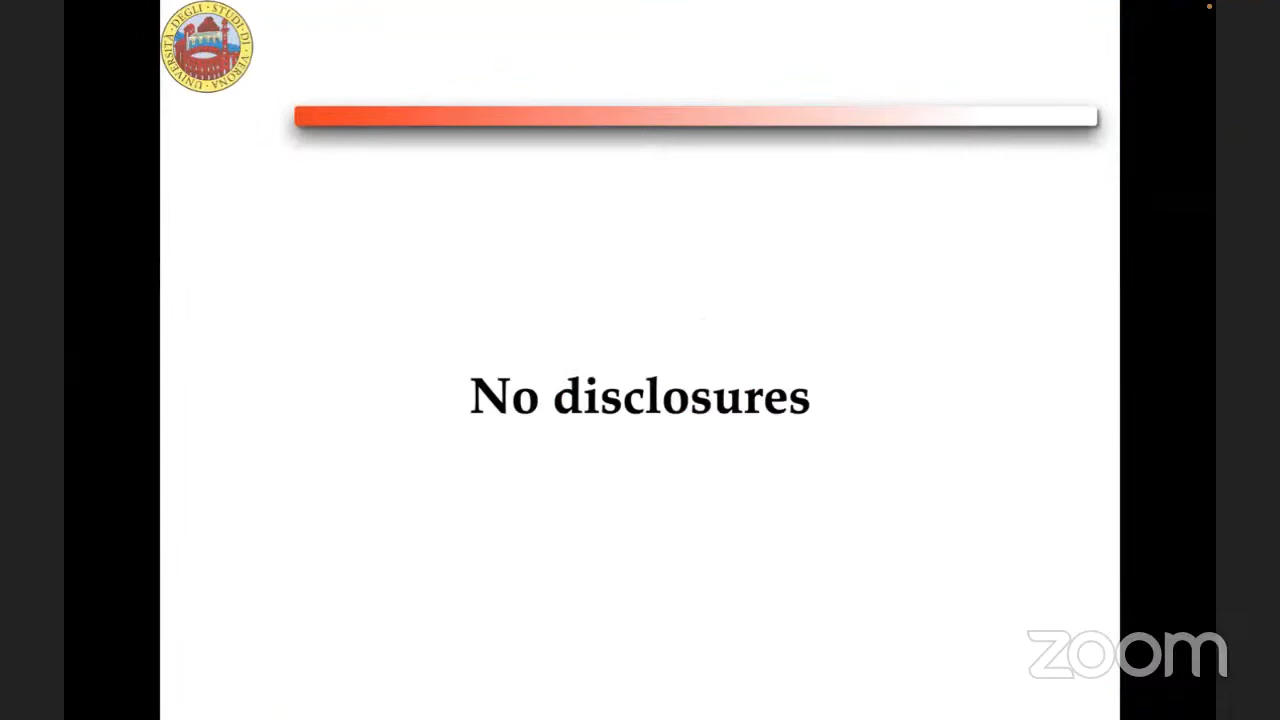 UNIVERSITÀ · DEGLI · STUDI · DI · VERONA ·
No disclosures
zoom